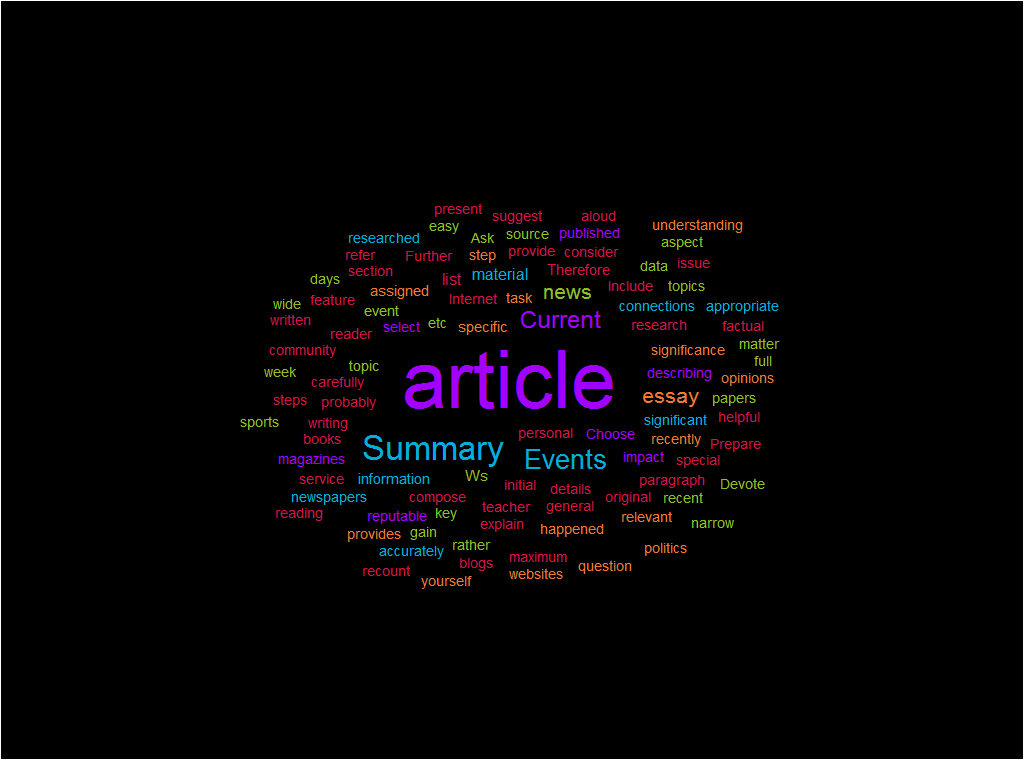 present suggest aloud
easy understanding
researched Ask source published aspect
refer Further step provide consider
section list material Therefore data issue
days assigned Internet task news Include topics
wide feature event connections appropriate
written select etc specific Current research factual
reader
community significance matter
week topic article describing full
carefully opinions
steps probably essay papers
sports writing significant helpful
books personal Choose recently Prepare
magazines Summary Events impact special
service information Ws
newspapers compose initial details paragraph Devote
reading teacher general original recent
reputable key explain happened relevant narrow
provides gain
accurately rather politics
recount blogs maximum question
yourself websites